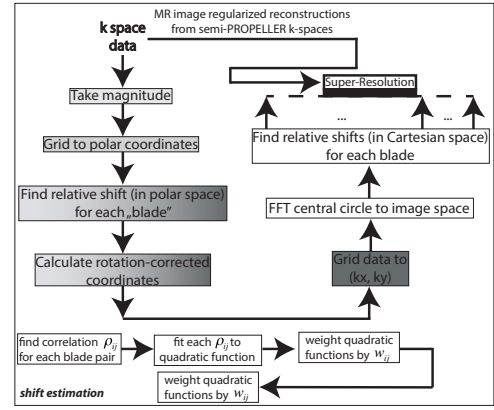 MR image regularized reconstructions
from semi-PROPELLER k-spaces
k space
data
Take magnitude
Grid to polar coordinates
Find relative shift (in polar space)
for each „blade"
Calculate rotation-corrected
coordinates
Super-Resolution
... ...
Find relative shifts (in Cartesian space)
for each blade
FFT central circle to image space
Grid data to
(kx, ky)
find correlation ρij
for each blade pair
fit each ρij to
quadratic function
weight quadratic
functions by wij
weight quadratic
functions by wij
shift estimation